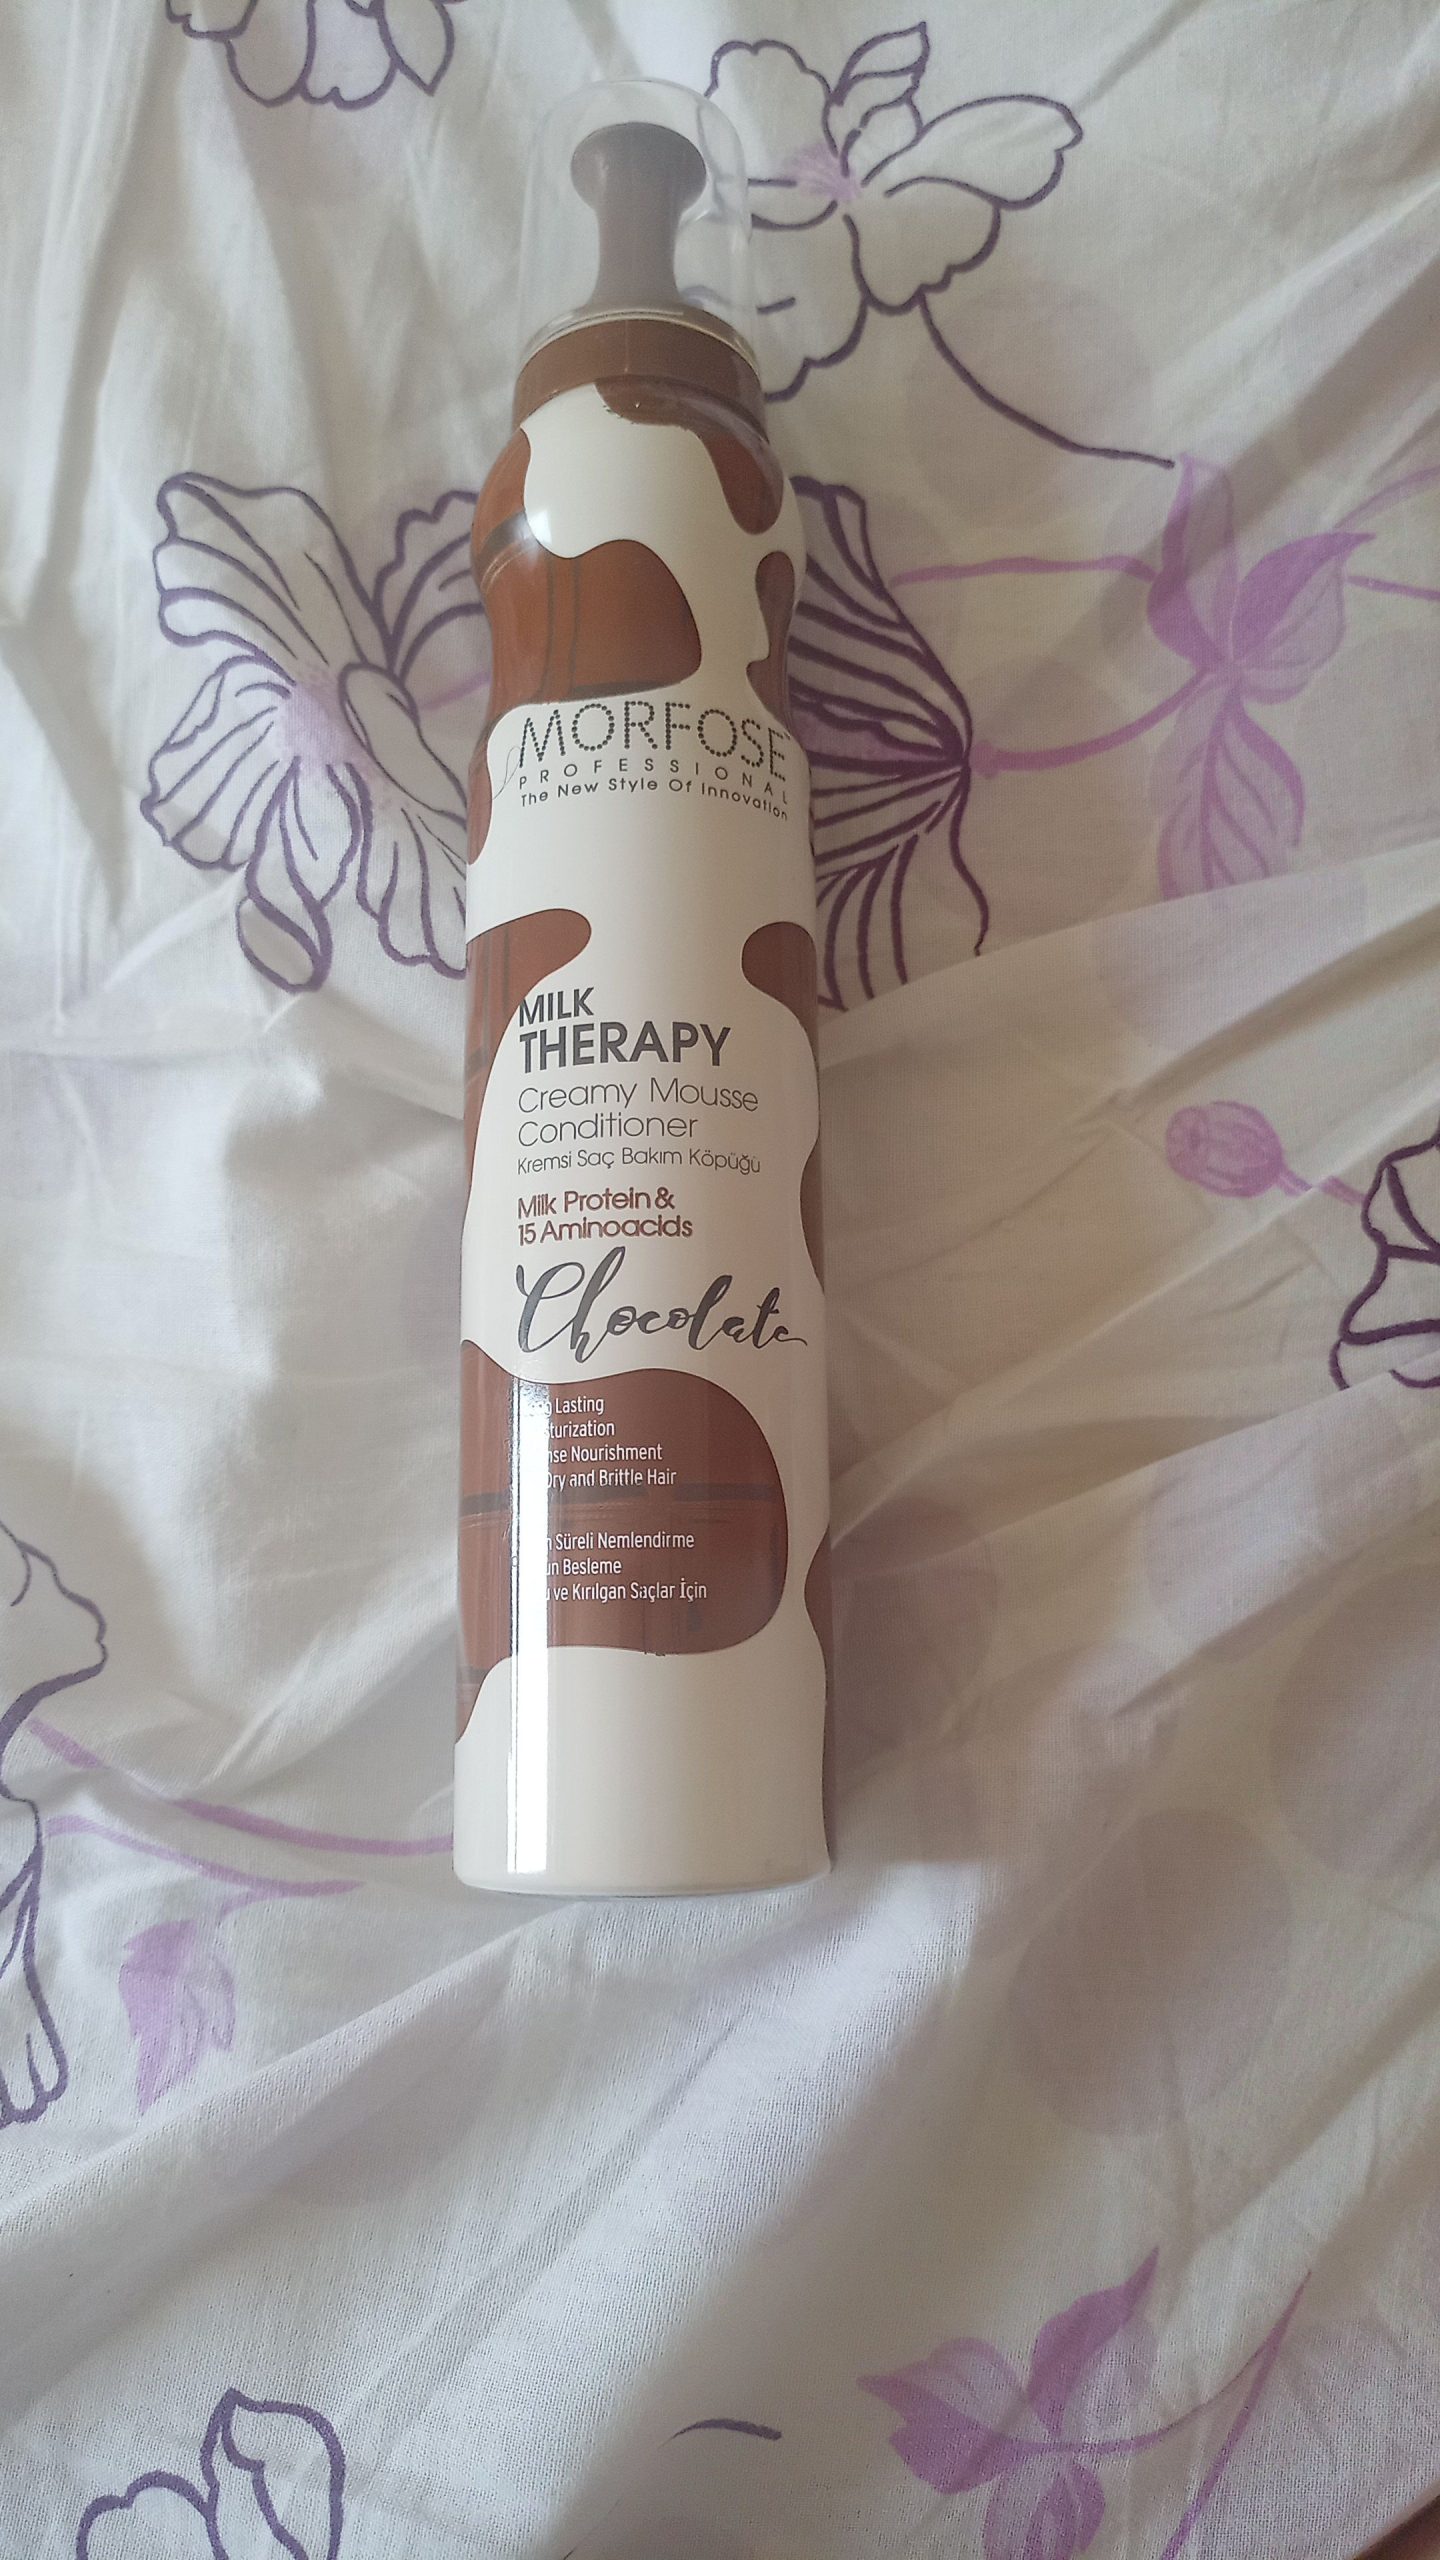 MORFOSE
PROFESSIONAL
The New Style Of Innovation
MILK
THERAPY
Creamy Mousse
Conditioner
Kremsi Saç Bakım Köpüğü
Milk Protein &
15 Aminoacids
Chocolate
Lasting
Nourishment
Dry and Brittle Hair
Süreli Nemlendirme
Besleme
ve Kırılgan Saçlar İçin